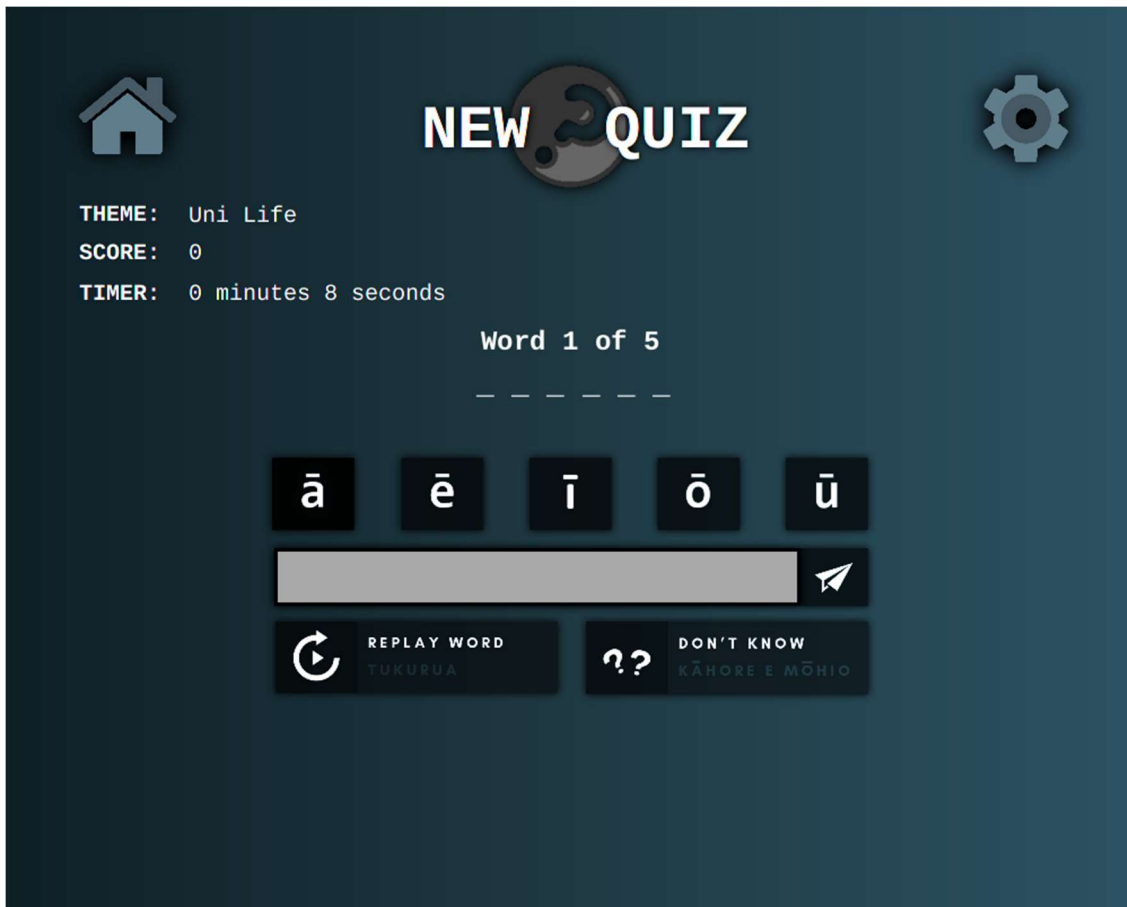 NEW QUIZ
THEME: Uni Life
SCORE: 0
TIMER: 0 minutes 8 seconds
Word 1 of 5
_ _ _ _ _ _
ā ē ī ō ū
REPLAY WORD
TUKURUA
?? DON'T KNOW
KĀHORE E MŌHIO